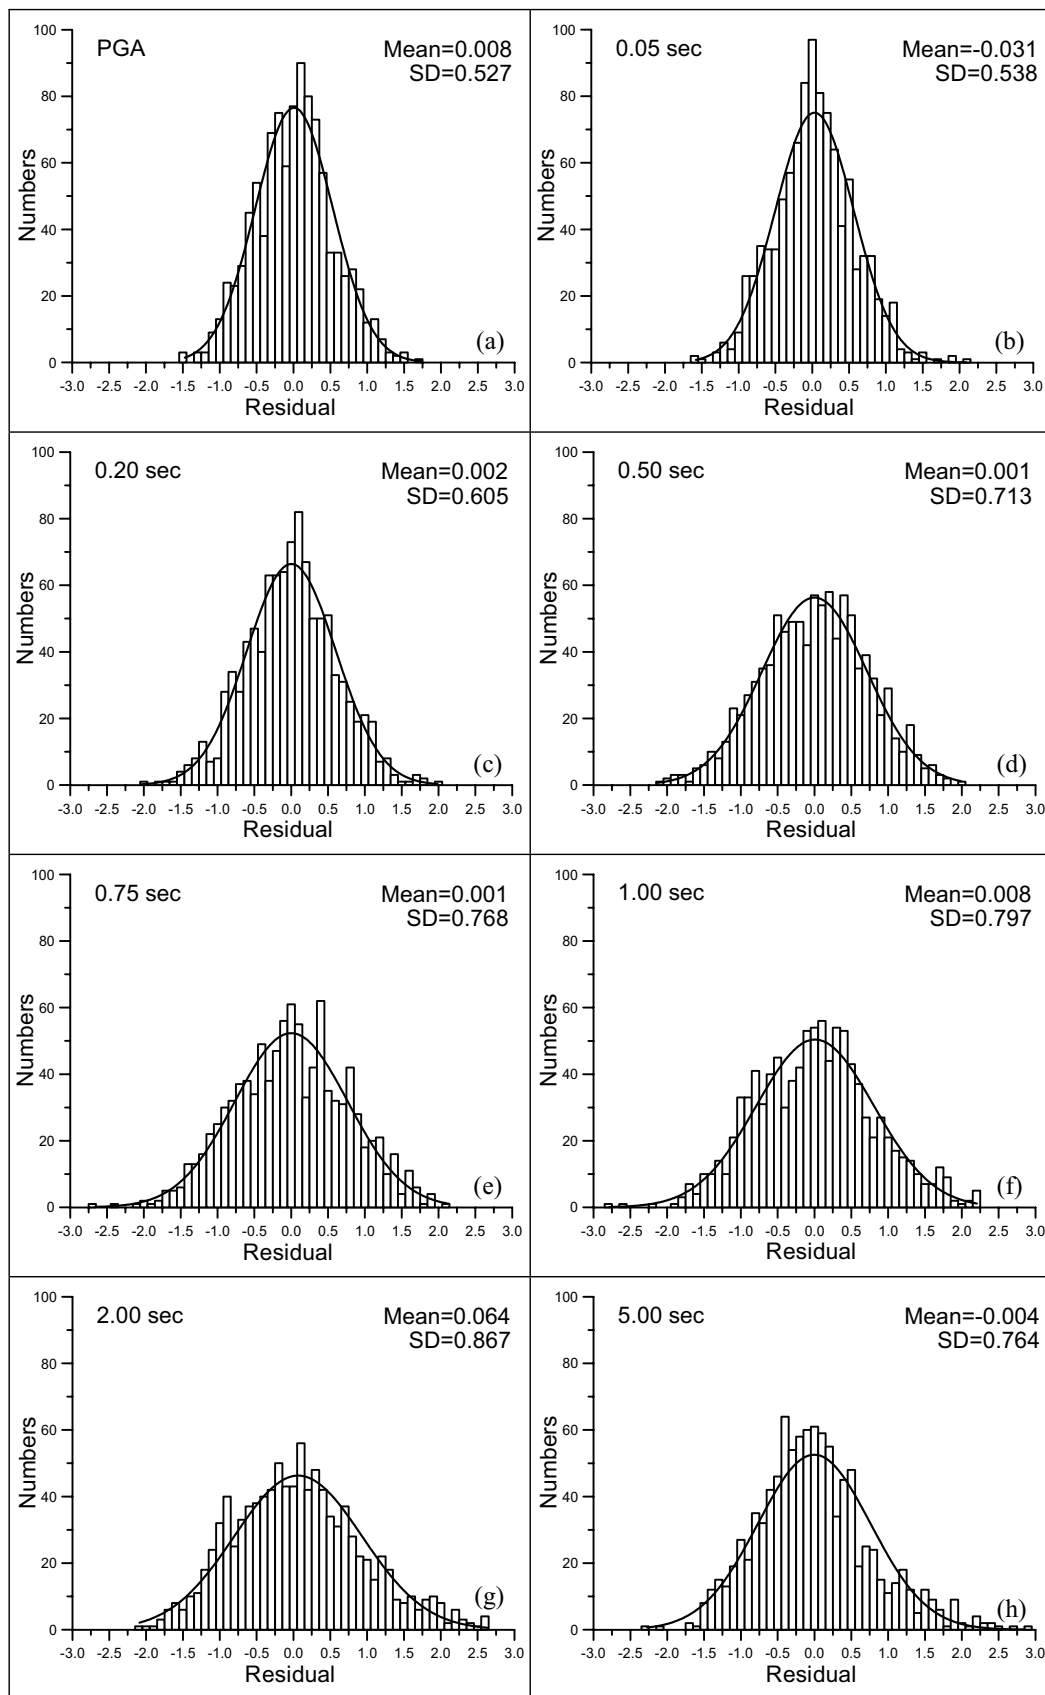 PGA
Mean=0.008
SD=0.527
100
80
60
40
20
0
Numbers
(a)
-3.0 -2.5 -2.0 -1.5 -1.0 -0.5 0.0 0.5 1.0 1.5 2.0 2.5 3.0
Residual
0.05 sec
Mean=-0.031
SD=0.538
100
80
60
40
20
0
Numbers
(b)
-3.0 -2.5 -2.0 -1.5 -1.0 -0.5 0.0 0.5 1.0 1.5 2.0 2.5 3.0
Residual
0.20 sec
Mean=0.002
SD=0.605
100
80
60
40
20
0
Numbers
(c)
-3.0 -2.5 -2.0 -1.5 -1.0 -0.5 0.0 0.5 1.0 1.5 2.0 2.5 3.0
Residual
0.50 sec
Mean=0.001
SD=0.713
100
80
60
40
20
0
Numbers
(d)
-3.0 -2.5 -2.0 -1.5 -1.0 -0.5 0.0 0.5 1.0 1.5 2.0 2.5 3.0
Residual
0.75 sec
Mean=0.001
SD=0.768
100
80
60
40
20
0
Numbers
(e)
-3.0 -2.5 -2.0 -1.5 -1.0 -0.5 0.0 0.5 1.0 1.5 2.0 2.5 3.0
Residual
1.00 sec
Mean=0.008
SD=0.797
100
80
60
40
20
0
Numbers
(f)
-3.0 -2.5 -2.0 -1.5 -1.0 -0.5 0.0 0.5 1.0 1.5 2.0 2.5 3.0
Residual
2.00 sec
Mean=0.064
SD=0.867
100
80
60
40
20
0
Numbers
(g)
-3.0 -2.5 -2.0 -1.5 -1.0 -0.5 0.0 0.5 1.0 1.5 2.0 2.5 3.0
Residual
5.00 sec
Mean=-0.004
SD=0.764
100
80
60
40
20
0
Numbers
(h)
-3.0 -2.5 -2.0 -1.5 -1.0 -0.5 0.0 0.5 1.0 1.5 2.0 2.5 3.0
Residual